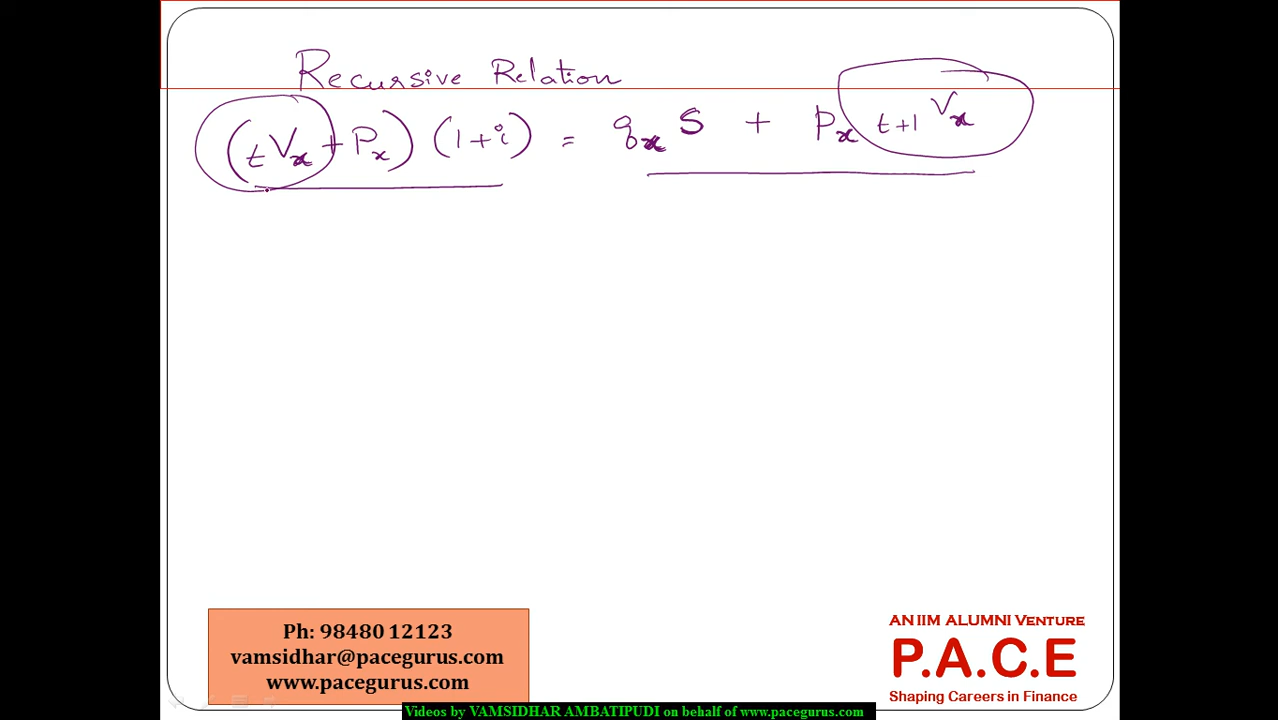 Recursive Relation
(tVx + Px) (1+i) = qx S + Px t+1Vx
Ph: 98480 12123
vamsidhar@pacegurus.com
www.pacegurus.com
AN IIM ALUMNI VENTURE
P.A.C.E
Shaping Careers in Finance
Videos by VAMSIDHAR AMBATIPUDI on behalf of www.pacegurus.com